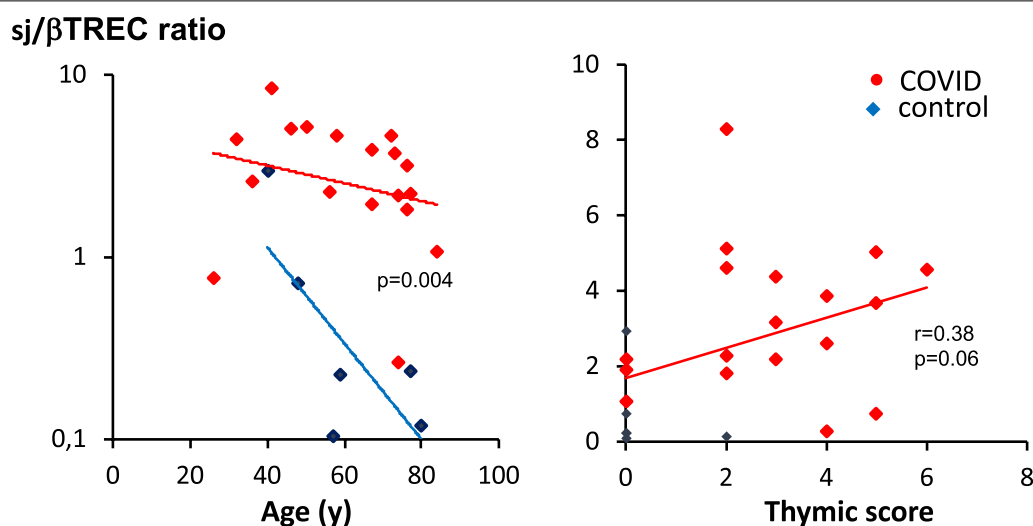 sj/βTREC ratio
10
1
0,1
p=0.004
0
20
40
60
80
100
Age (y)
10
8
6
4
2
0
COVID
control
r=0.38
p=0.06
0
2
4
6
8
Thymic score